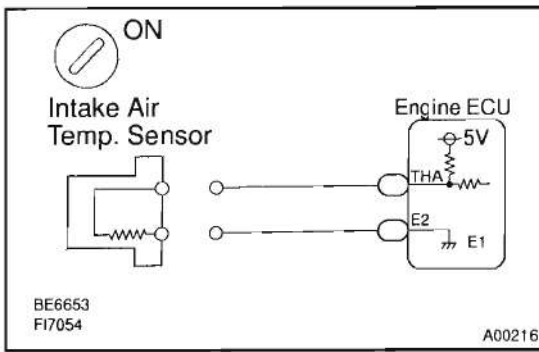 ON
Intake Air
Temp. Sensor
Engine ECU
5V
THA
E2
E1
BE6653
FI7054
A00216